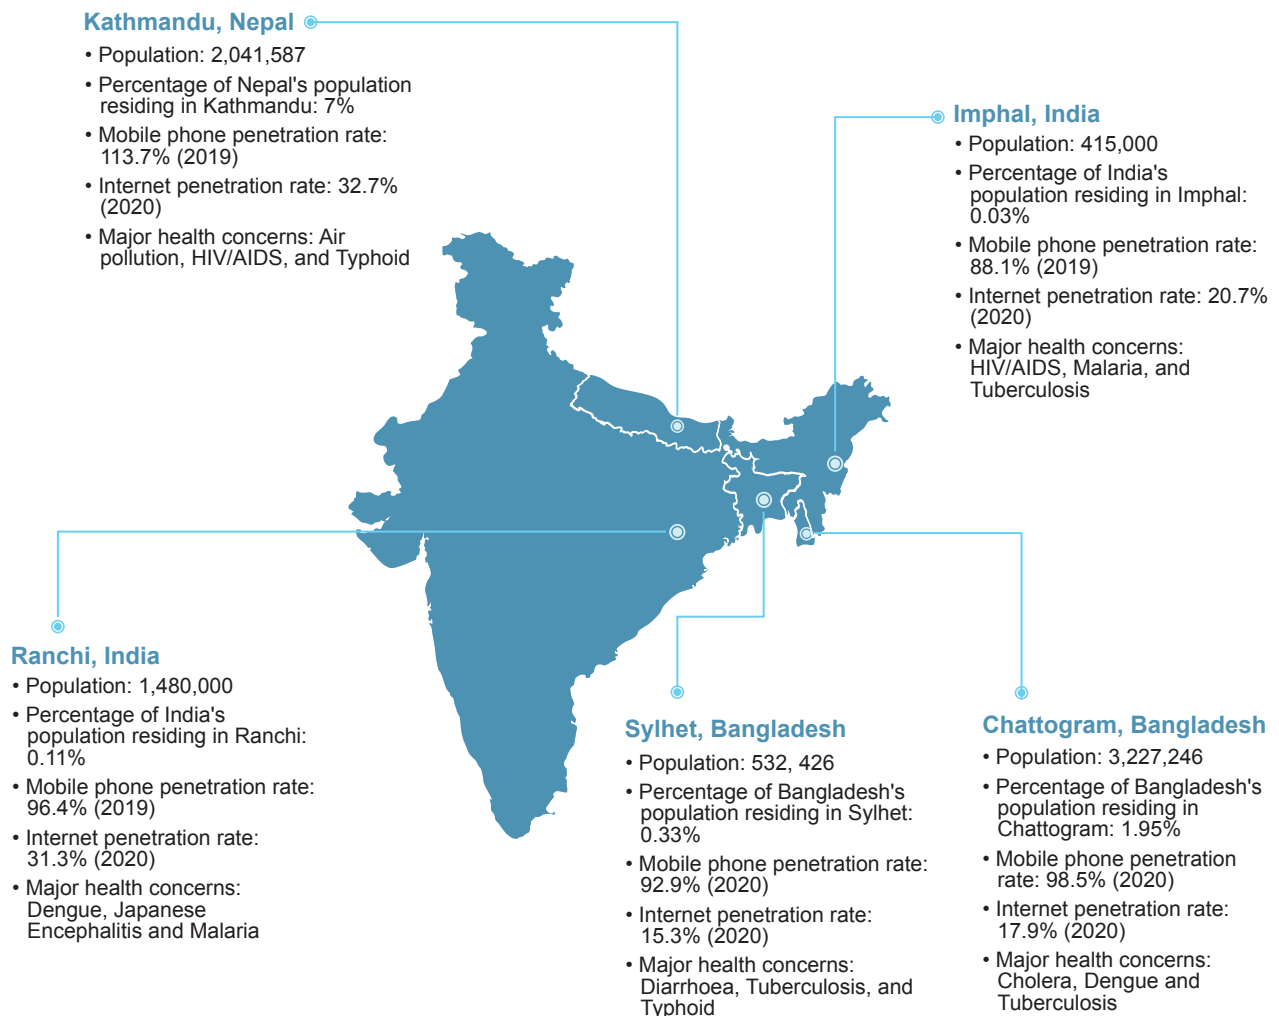 Kathmandu, Nepal
• Population: 2,041,587
• Percentage of Nepal's population
residing in Kathmandu: 7%
• Mobile phone penetration rate:
113.7% (2019)
• Internet penetration rate: 32.7%
(2020)
• Major health concerns: Air
pollution, HIV/AIDS, and Typhoid
Imphal, India
• Population: 415,000
• Percentage of India's
population residing in Imphal:
0.03%
• Mobile phone penetration rate:
88.1% (2019)
• Internet penetration rate: 20.7%
(2020)
• Major health concerns:
HIV/AIDS, Malaria, and
Tuberculosis
Ranchi, India
• Population: 1,480,000
• Percentage of India's
population residing in Ranchi:
0.11%
• Mobile phone penetration rate:
96.4% (2019)
• Internet penetration rate:
31.3% (2020)
• Major health concerns:
Dengue, Japanese
Encephalitis and Malaria
Sylhet, Bangladesh
• Population: 532, 426
• Percentage of Bangladesh's
population residing in Sylhet:
0.33%
• Mobile phone penetration rate:
92.9% (2020)
• Internet penetration rate:
15.3% (2020)
• Major health concerns:
Diarrhoea, Tuberculosis, and
Typhoid
Chattogram, Bangladesh
• Population: 3,227,246
• Percentage of Bangladesh's
population residing in
Chattogram: 1.95%
• Mobile phone penetration
rate: 98.5% (2020)
• Internet penetration rate:
17.9% (2020)
• Major health concerns:
Cholera, Dengue and
Tuberculosis